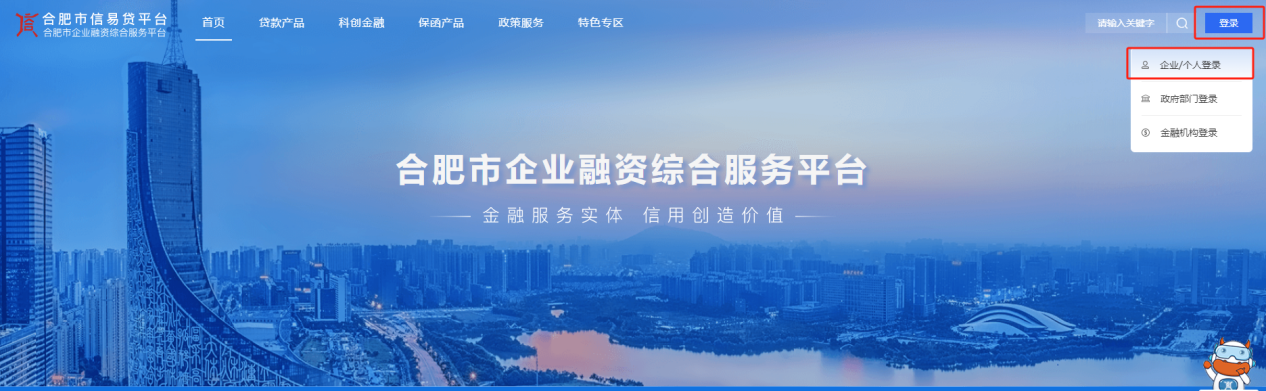 合肥市信易贷平台
合肥市企业融资综合服务平台
首页 贷款产品 科创金融 保函产品 政策服务 特色专区
请输入关键字
登录
企业/个人登录
政府部门登录
金融机构登录
合肥市企业融资综合服务平台
金融服务实体 信用创造价值